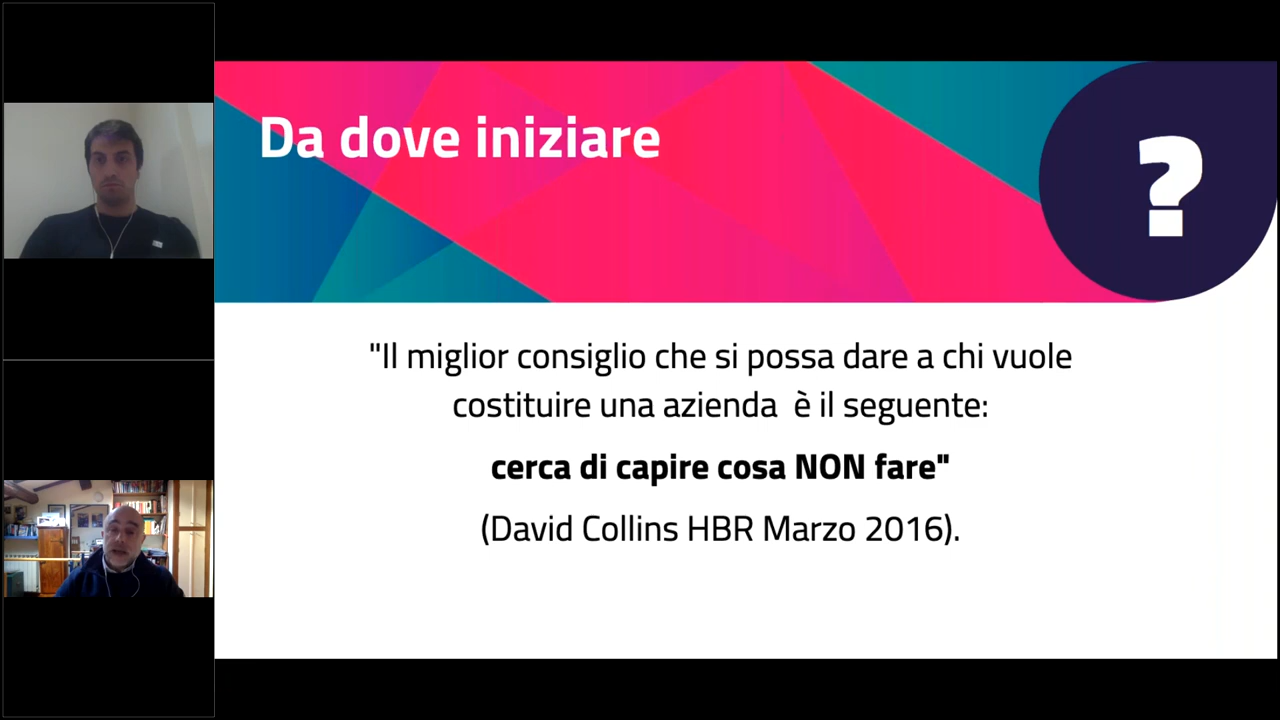 Da dove iniziare
?
"Il miglior consiglio che si possa dare a chi vuole
costituire una azienda  è il seguente:
cerca di capire cosa NON fare"
(David Collins HBR Marzo 2016).